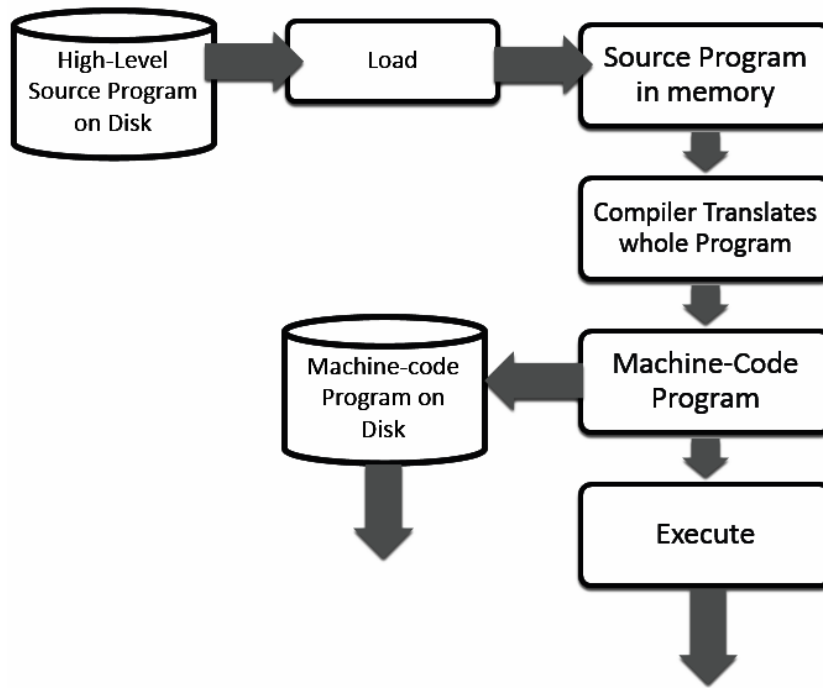 High-Level
Source Program
on Disk
Load
Source Program
in memory
Compiler Translates
whole Program
Machine-code
Program on
Disk
Machine-Code
Program
Execute